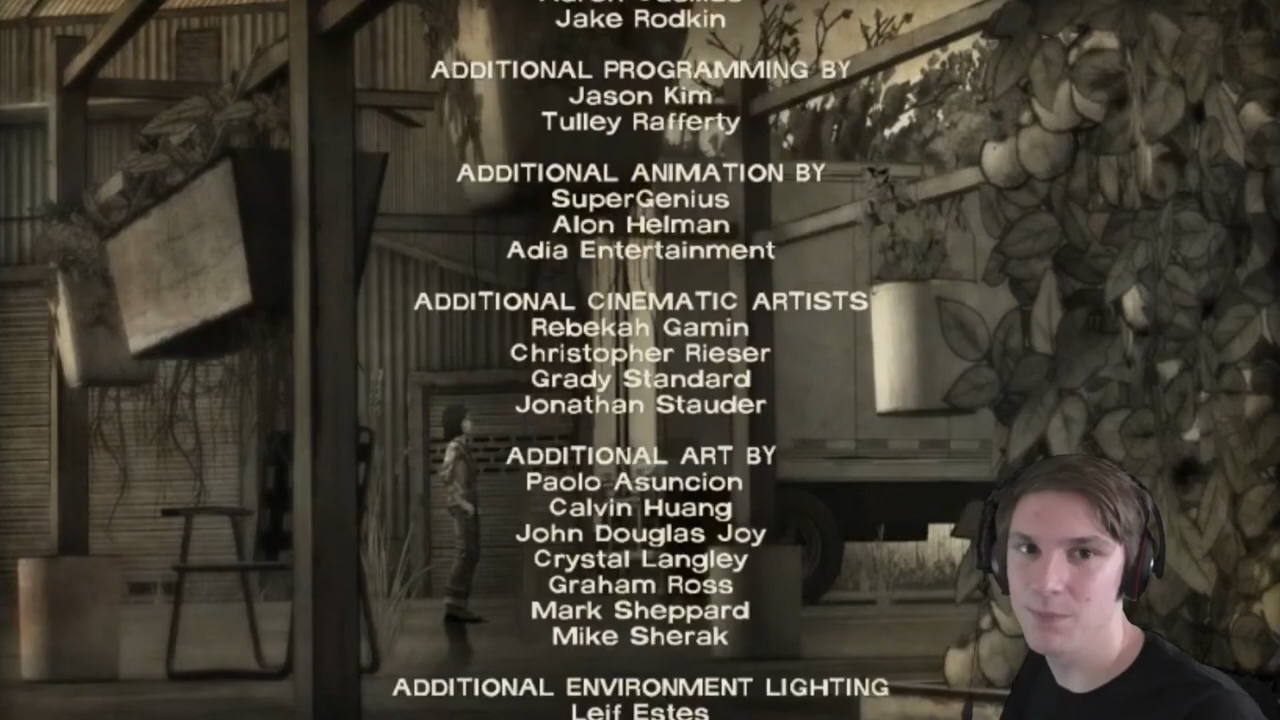 Jake Rodkin
ADDITIONAL PROGRAMMING BY
Jason Kim
Tulley Rafferty
ADDITIONAL ANIMATION BY
SuperGenius
Alon Helman
Adia Entertainment
ADDITIONAL CINEMATIC ARTISTS
Rebekah Gamin
Christopher Rieser
Grady Standard
Jonathan Stauder
ADDITIONAL ART BY
Paolo Asuncion
Calvin Huang
John Douglas Joy
Crystal Langley
Graham Ross
Mark Sheppard
Mike Sherak
ADDITIONAL ENVIRONMENT LIGHTING
Leif Estes